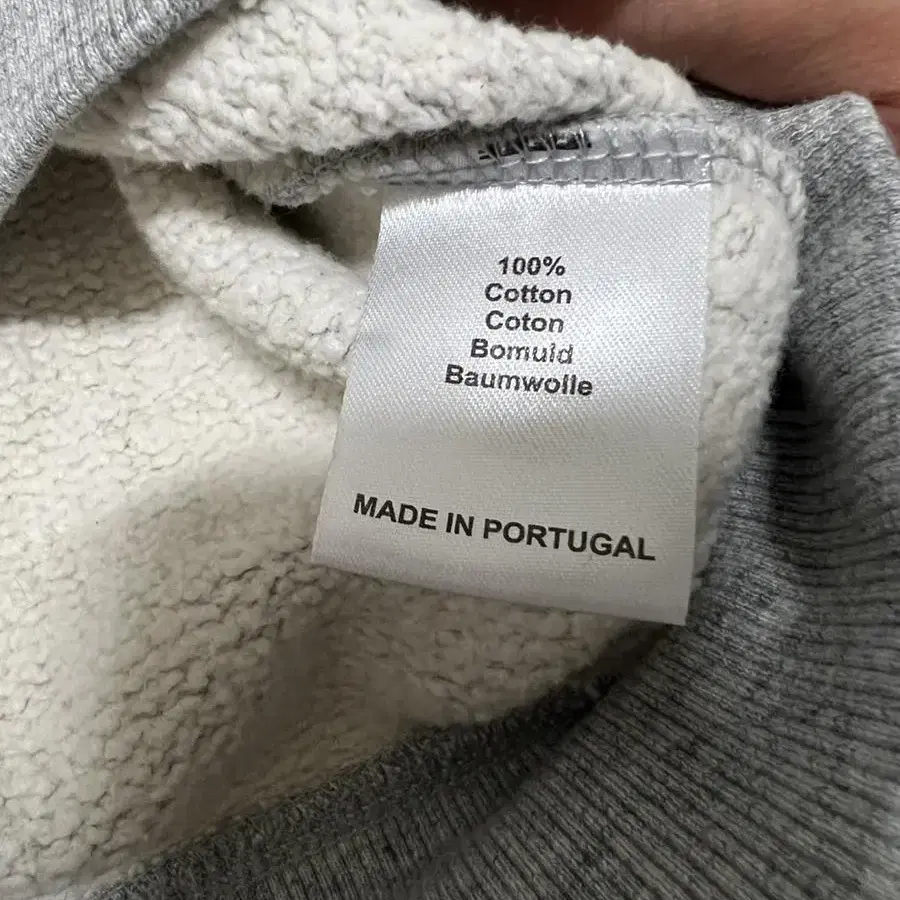 100%
Cotton
Coton
Bomuld
Baumwolle
MADE IN PORTUGAL